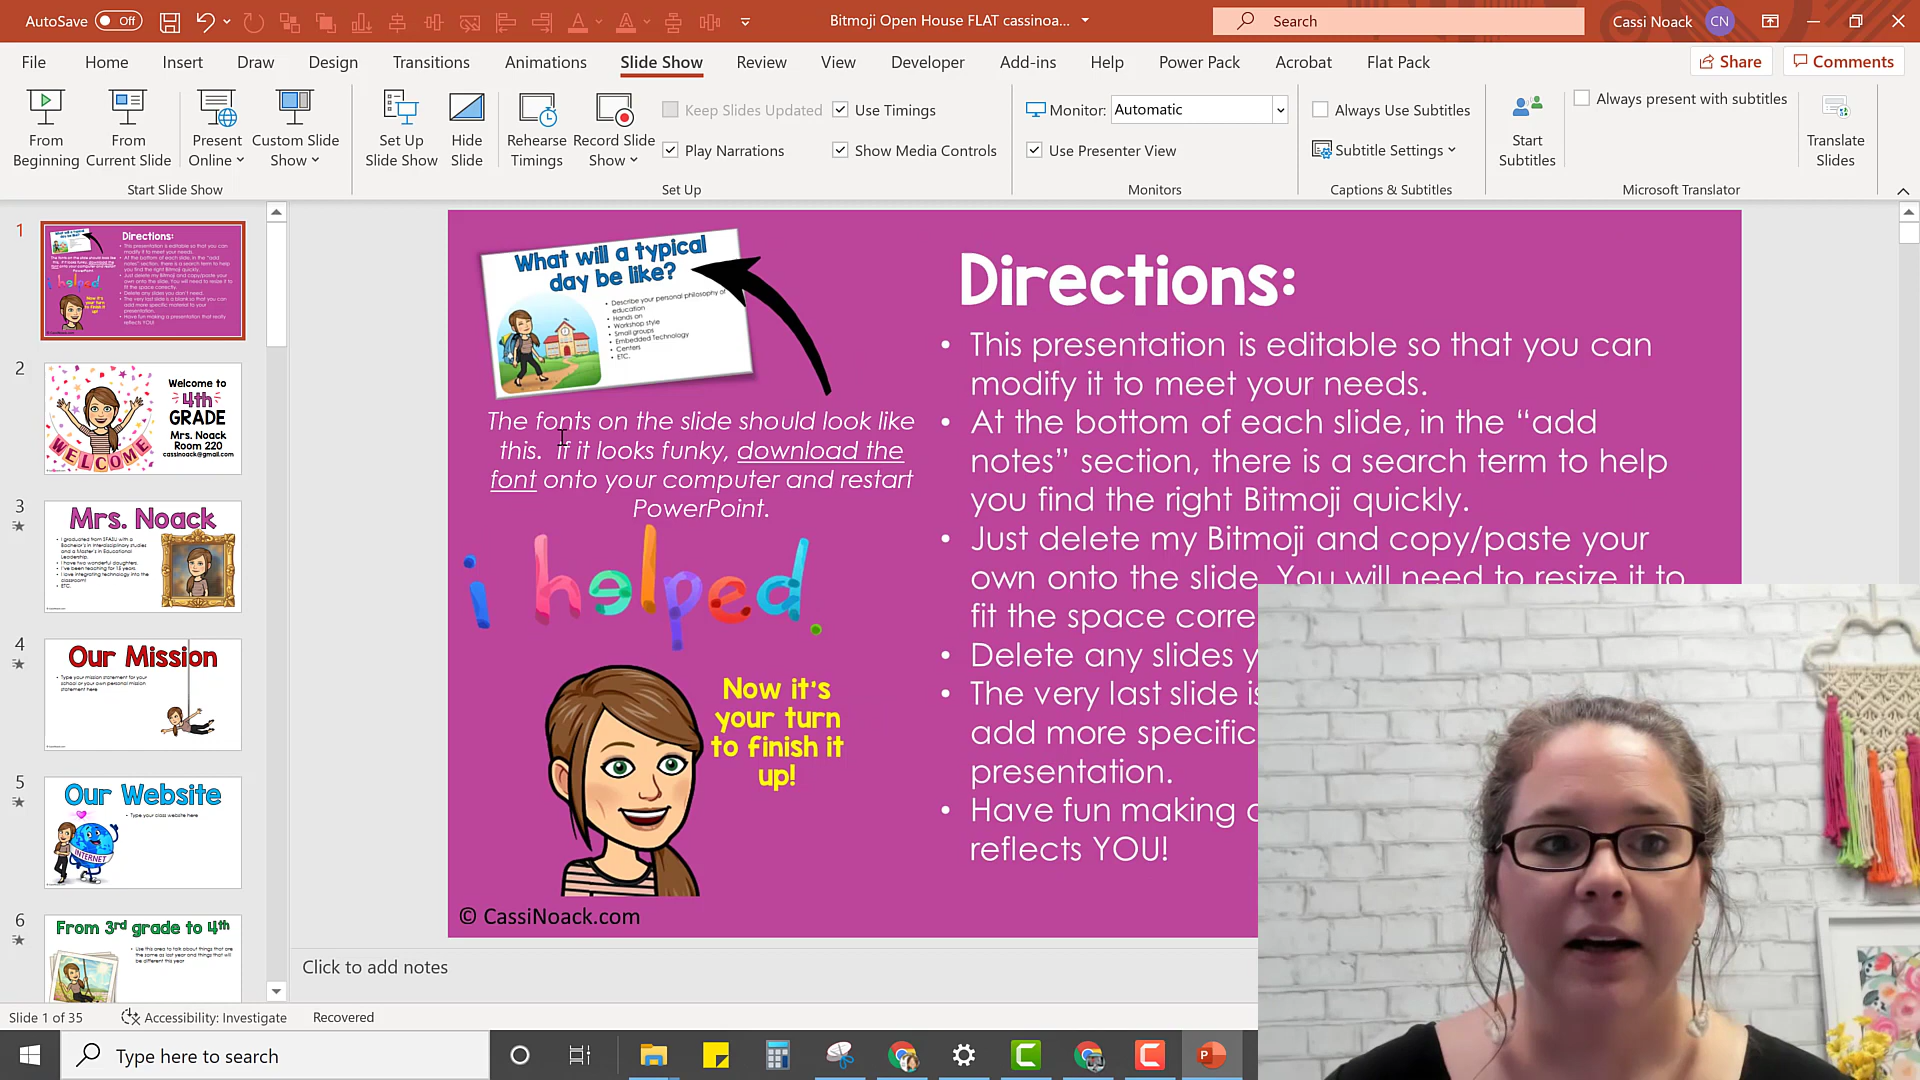 AutoSave Off
Bitmoji Open House FLAT cassinoa...
Search
Cassi Noack CN
File Home Insert Draw Design Transitions Animations Slide Show Review View Developer Add-ins Help Power Pack Acrobat Flat Pack
Share
Comments
From Beginning
From Current Slide
Present Online
Custom Slide Show
Start Slide Show
Set Up Slide Show
Hide Slide
Rehearse Timings
Record Slide Show
Keep Slides Updated
Play Narrations
Use Timings
Show Media Controls
Set Up
Monitor: Automatic
Use Presenter View
Monitors
Always Use Subtitles
Subtitle Settings
Captions & Subtitles
Start Subtitles
Always present with subtitles
Translate Slides
Microsoft Translator
1
Directions:
2
Welcome to
4th
GRADE
Mrs. Noack
Room 220
cassinoack@gmail.com
WELCOME
3
Mrs. Noack
4
Our Mission
5
Our Website
Type your class website here
INTERNET
6
From 3rd grade to 4th
What will a typical
day be like?
• Describe your personal philosophy of
education
• Hands on
• Workshop style
• Small groups
• Embedded Technology
• Centers
• ETC.
The fonts on the slide should look like
this. If it looks funky, download the
font onto your computer and restart
PowerPoint.
i helped.
Now it's
your turn
to finish it
up!
© CassiNoack.com
Directions:
• This presentation is editable so that you can
modify it to meet your needs.
• At the bottom of each slide, in the “add
notes” section, there is a search term to help
you find the right Bitmoji quickly.
• Just delete my Bitmoji and copy/paste your
own onto the slide. You will need to resize it to
fit the space corre
• Delete any slides y
• The very last slide is
add more specific
presentation.
• Have fun making a
reflects YOU!
Click to add notes
Slide 1 of 35
Accessibility: Investigate
Recovered
Type here to search